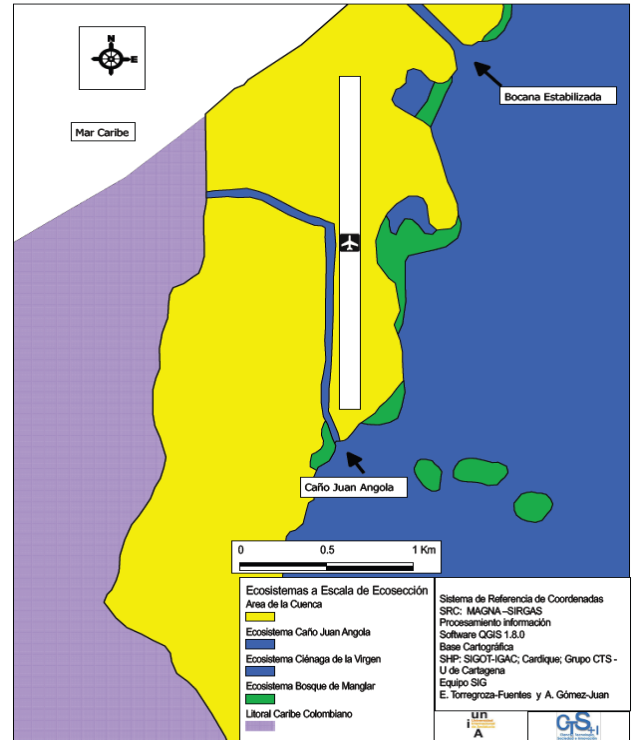 N
E
Bocana Estabilizada
Mar Caribe
Caño Juan Angola
0 0.5 1 Km
Ecosistemas a Escala de Ecosección
Area de la Cuenca
Ecosistema Caño Juan Angola
Ecosistema Ciénaga de la Virgen
Ecosistema Bosque de Manglar
Litoral Caribe Colombiano
Sistema de Referencia de Coordenadas
SRC: MAGNA-SIRGAS
Procesamiento información
Software QGIS 1.8.0
Base Cartográfica
SHP: SIGOT-IGAC; Cardique; Grupo CTS -
U de Cartagena
Equipo SIG
E. Torregroza-Fuentes y A. Gómez-Juan
un
i
A
CTS+I